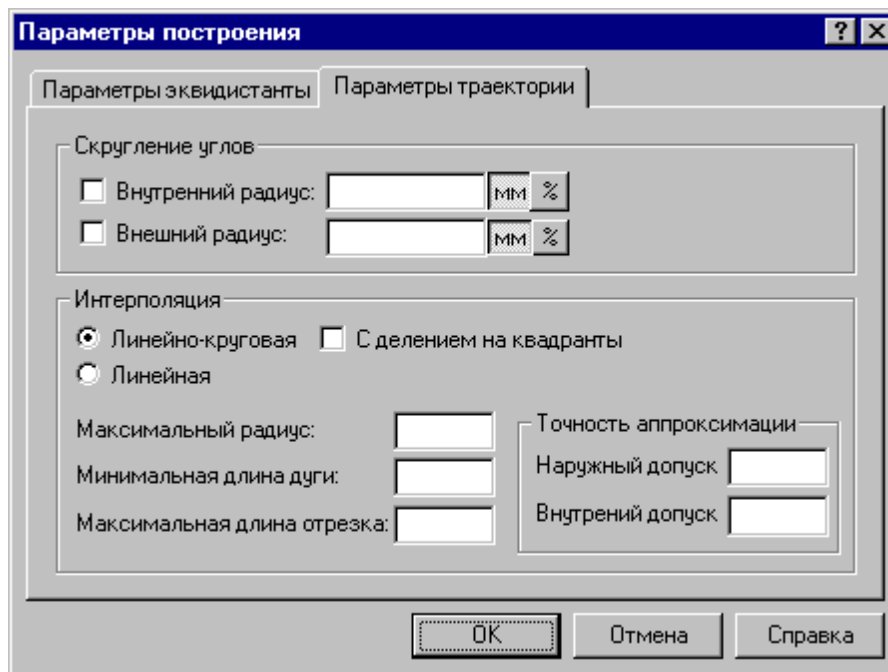 Параметры построения
Параметры эквидистанты Параметры траектории
Скругление углов
Внутренний радиус: мм %
Внешний радиус: мм %
Интерполяция
Линейно-круговая С делением на квадранты
Линейная
Максимальный радиус:
Минимальная длина дуги:
Максимальная длина отрезка:
Точность аппроксимации
Наружный допуск
Внутрений допуск
OK Отмена Справка